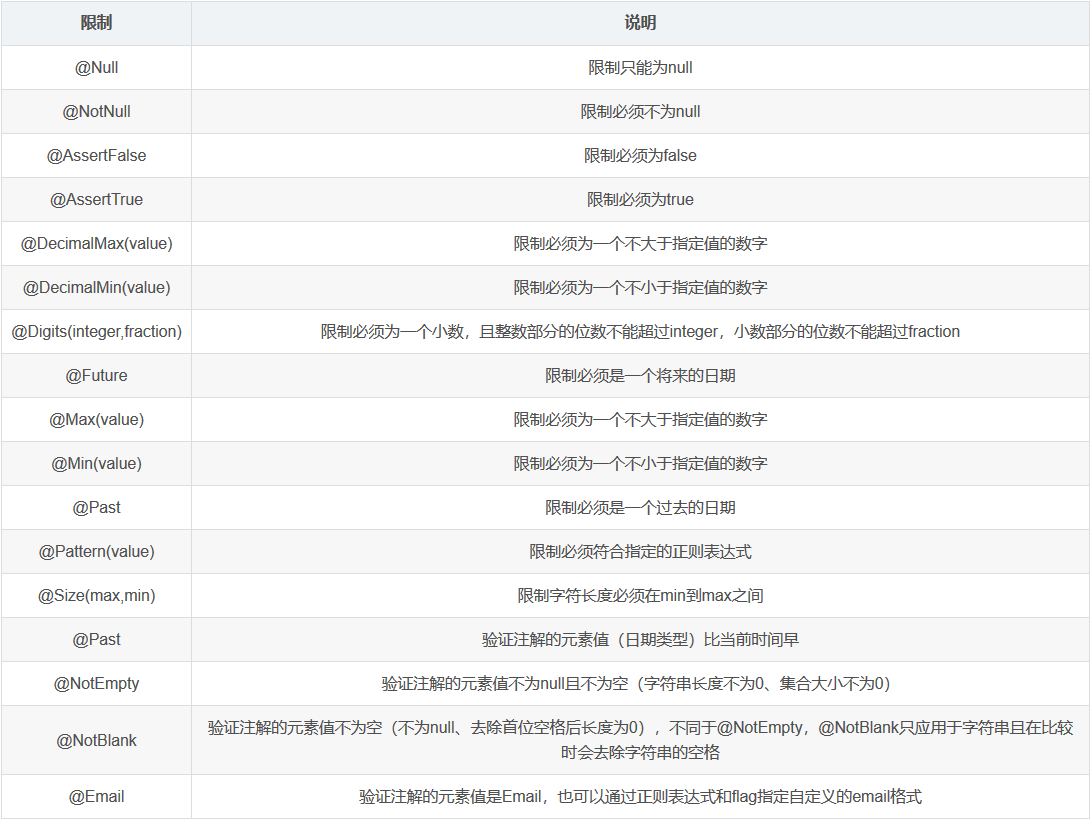 限制 说明
@Null 限制只能为null
@NotNull 限制必须不为null
@AssertFalse 限制必须为false
@AssertTrue 限制必须为true
@DecimalMax(value) 限制必须为一个不大于指定值的数字
@DecimalMin(value) 限制必须为一个不小于指定值的数字
@Digits(integer,fraction) 限制必须为一个小数，且整数部分的位数不能超过integer，小数部分的位数不能超过fraction
@Future 限制必须是一个将来的日期
@Max(value) 限制必须为一个不大于指定值的数字
@Min(value) 限制必须为一个不小于指定值的数字
@Past 限制必须是一个过去的日期
@Pattern(value) 限制必须符合指定的正则表达式
@Size(max,min) 限制字符长度必须在min到max之间
@Past 验证注解的元素值（日期类型）比当前时间早
@NotEmpty 验证注解的元素值不为null且不为空（字符串长度不为0、集合大小不为0）
@NotBlank 验证注解的元素值不为空（不为null、去除首位空格后长度为0），不同于@NotEmpty，@NotBlank只应用于字符串且在比较
时会去除字符串的空格
@Email 验证注解的元素值是Email，也可以通过正则表达式和flag指定自定义的email格式